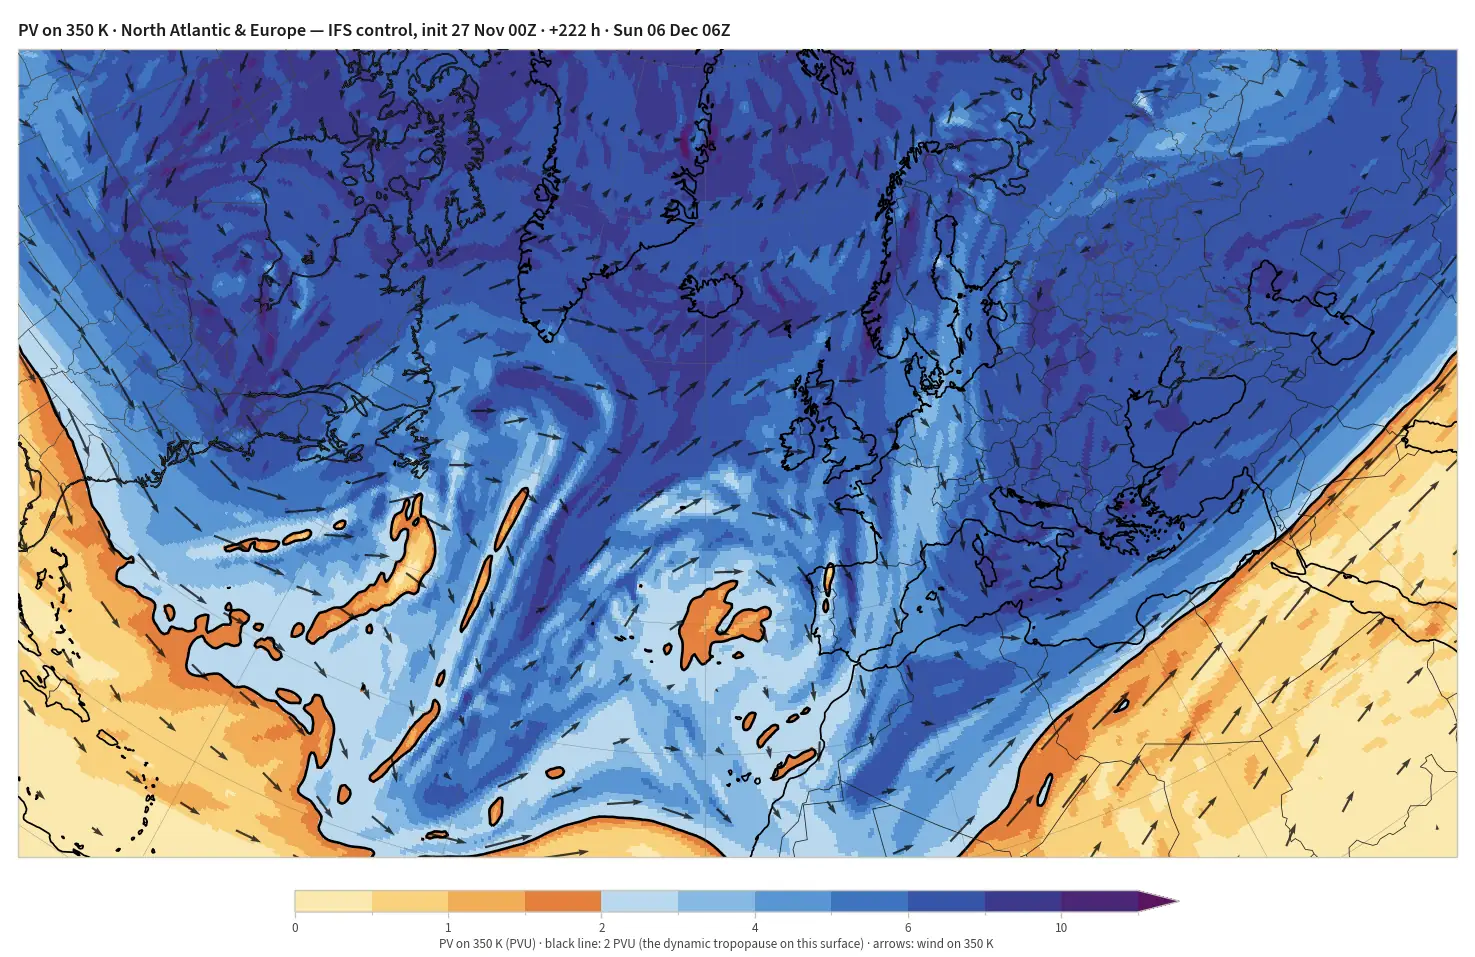 PV on 350 K · North Atlantic & Europe — IFS control, init 27 Nov 00Z · +222 h · Sun 06 Dec 06Z
0 1 2 4 6 10
PV on 350 K (PVU) · black line: 2 PVU (the dynamic tropopause on this surface) · arrows: wind on 350 K